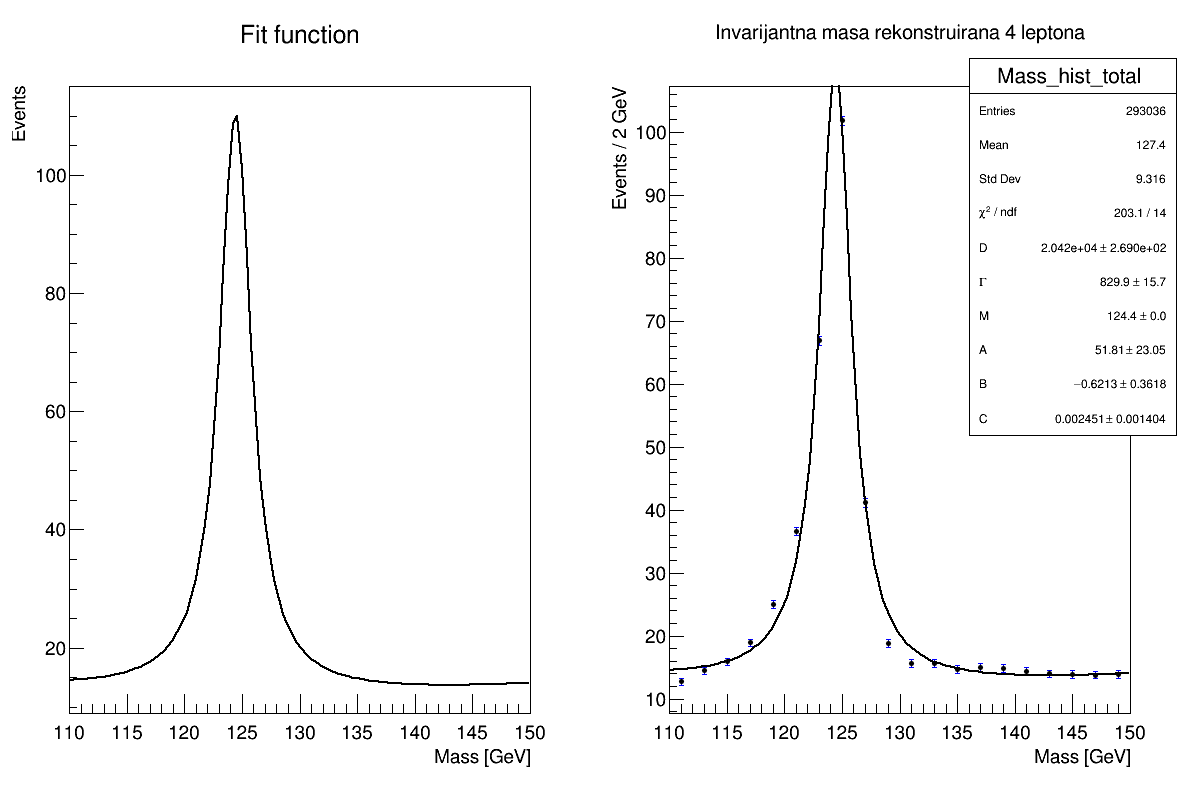 Fit function
Events
100
80
60
40
20
110 115 120 125 130 135 140 145 150
Mass [GeV]
Invarijantna masa rekonstruirana 4 leptona
Events / 2 GeV
100
90
80
70
60
50
40
30
20
10
110 115 120 125 130 135 140 145 150
Mass [GeV]
Mass_hist_total
Entries 293036
Mean 127.4
Std Dev 9.316
χ² / ndf 203.1 / 14
D 2.042e+04 ± 2.690e+02
Γ 829.9 ± 15.7
M 124.4 ± 0.0
A 51.81 ± 23.05
B −0.6213 ± 0.3618
C 0.002451 ± 0.001404